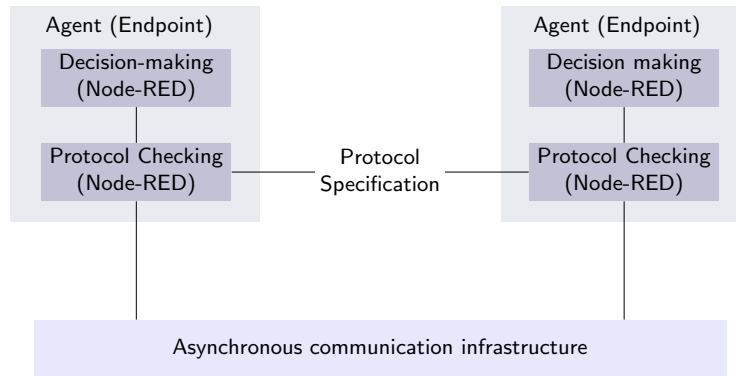 Agent (Endpoint)
Decision-making
(Node-RED)
Protocol Checking
(Node-RED)
Protocol
Specification
Agent (Endpoint)
Decision making
(Node-RED)
Protocol Checking
(Node-RED)
Asynchronous communication infrastructure